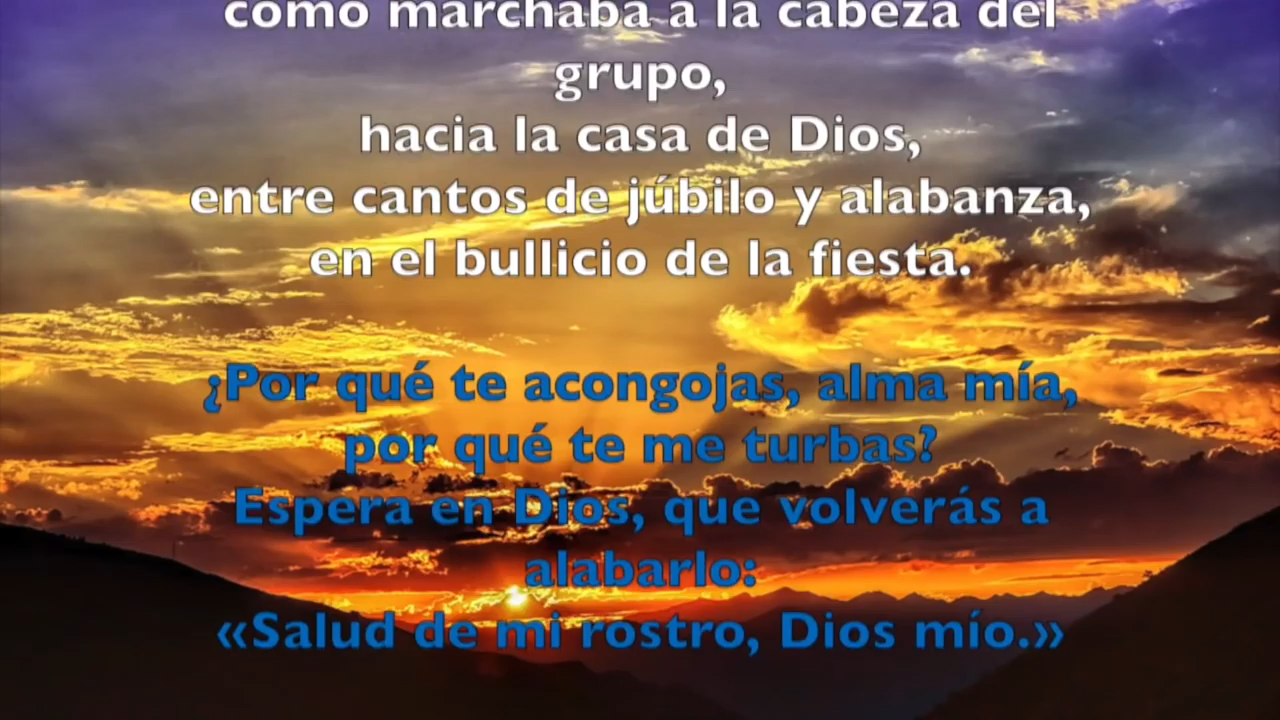 cómo marchaba a la cabeza del
grupo,
hacia la casa de Dios,
entre cantos de júbilo y alabanza,
en el bullicio de la fiesta.
¿Por qué te acongojas, alma mía,
por qué te me turbas?
Espera en Dios, que volverás a
alabarlo:
«Salud de mi rostro, Dios mío.»